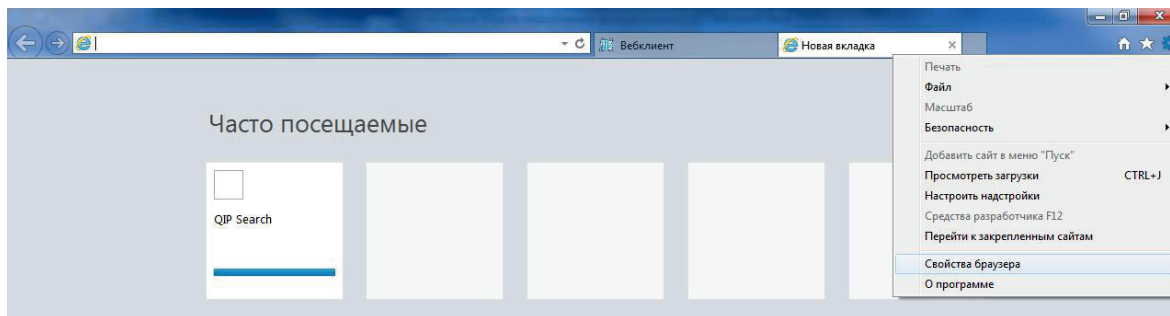 Вебклиент
Новая вкладка
Печать
Файл
Масштаб
Безопасность
Добавить сайт в меню "Пуск"
Просмотреть загрузки CTRL+J
Настроить надстройки
Средства разработчика F12
Перейти к закрепленным сайтам
Свойства браузера
О программе
Часто посещаемые
QIP Search